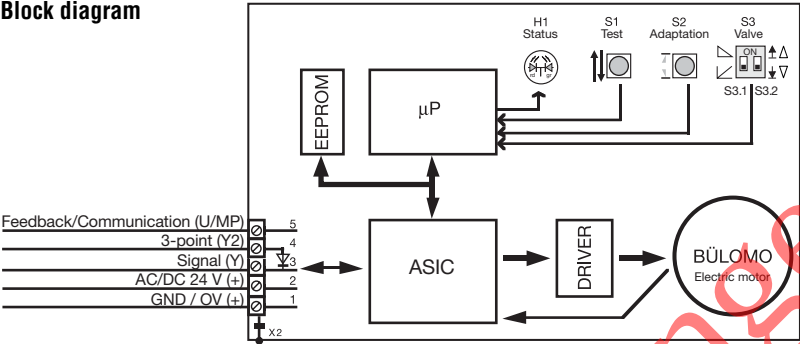 Block diagram
H1 Status
S1 Test
S2 Adaptation
S3 Valve
rd gr
ON
S3.1 S3.2
EEPROM
µP
Feedback/Communication (U/MP) 5
3-point (Y2) 4
Signal (Y) 3
AC/DC 24 V (+) 2
GND / OV (+) 1
X2
ASIC
DRIVER
BÜLOMO
Electric motor